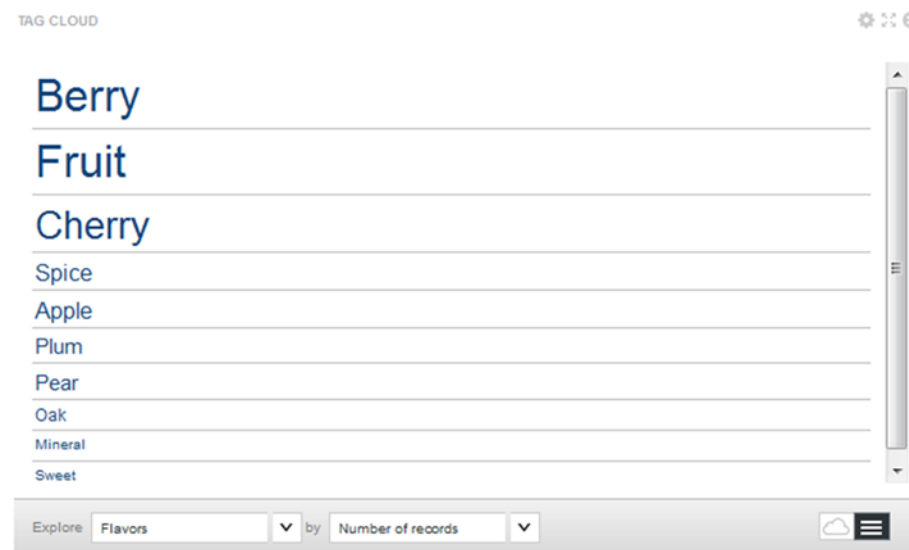 TAG CLOUD
Berry
Fruit
Cherry
Spice
Apple
Plum
Pear
Oak
Mineral
Sweet
Explore Flavors by Number of records